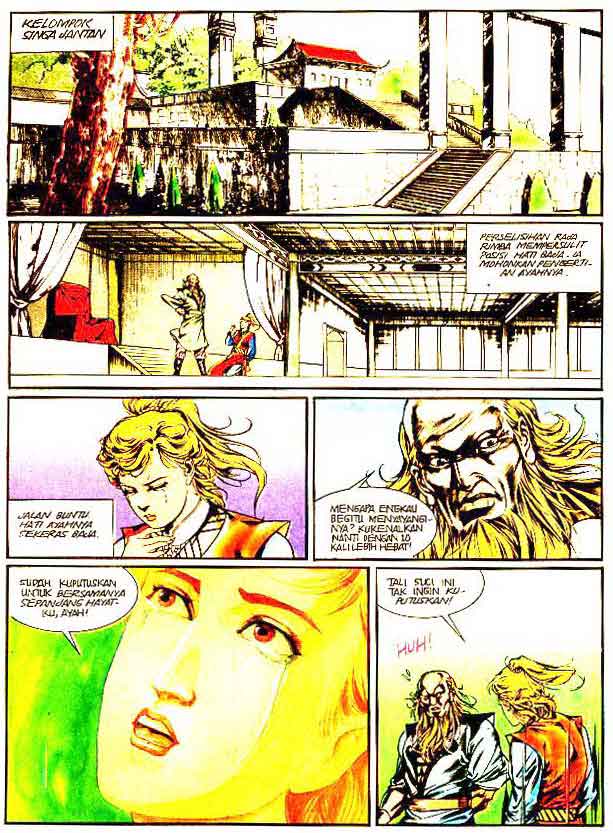 KELOMPOK
SINGA JANTAN
PERSELISIHAN RAJA
RIMBA MEMPERSULIT
POSISI HATI BAJA. IA
MOHONKAN PENGERTI-
AN AYAHNYA.
JALAN BUNTU
HATI AYAHNYA
SEKERAS BAJA.
MENGAPA ENGKAU
BEGITU MENYAYANGI-
NYA? KUKENALKAN
NANTI DENGAN 10
KALI LEBIH HEBAT!
SUDAH KUPUTUSKAN
UNTUK BERSAMANYA
SEPANJANG HAYAT-
KU, AYAH!
TALI SUCI INI
TAK INGIN KU-
PUTUSKAN!
HUH!